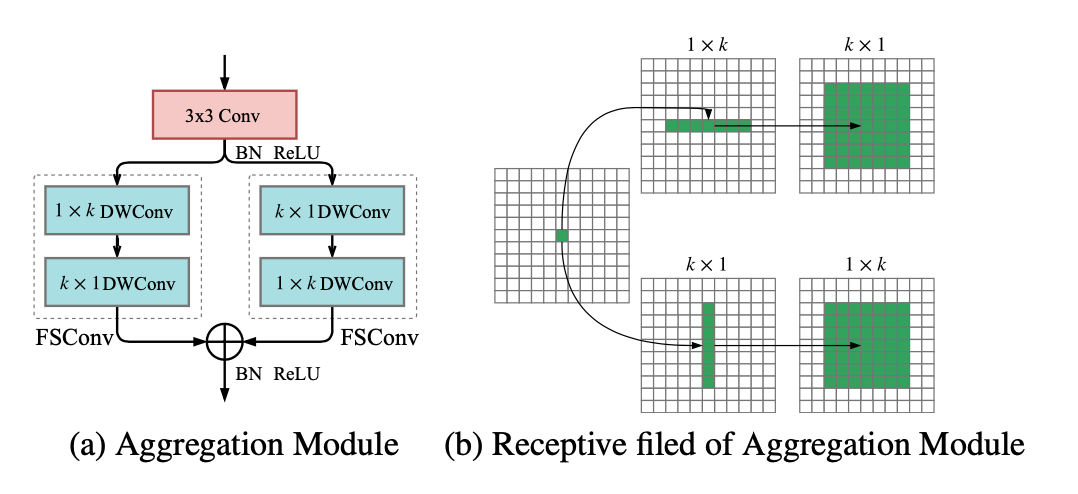 3x3 Conv
BN ReLU
1 × k DWConv
k × 1 DWConv
k × 1 DWConv
1 × k DWConv
FSConv
FSConv
BN ReLU
(a) Aggregation Module
1 × k
k × 1
k × 1
1 × k
(b) Receptive filed of Aggregation Module